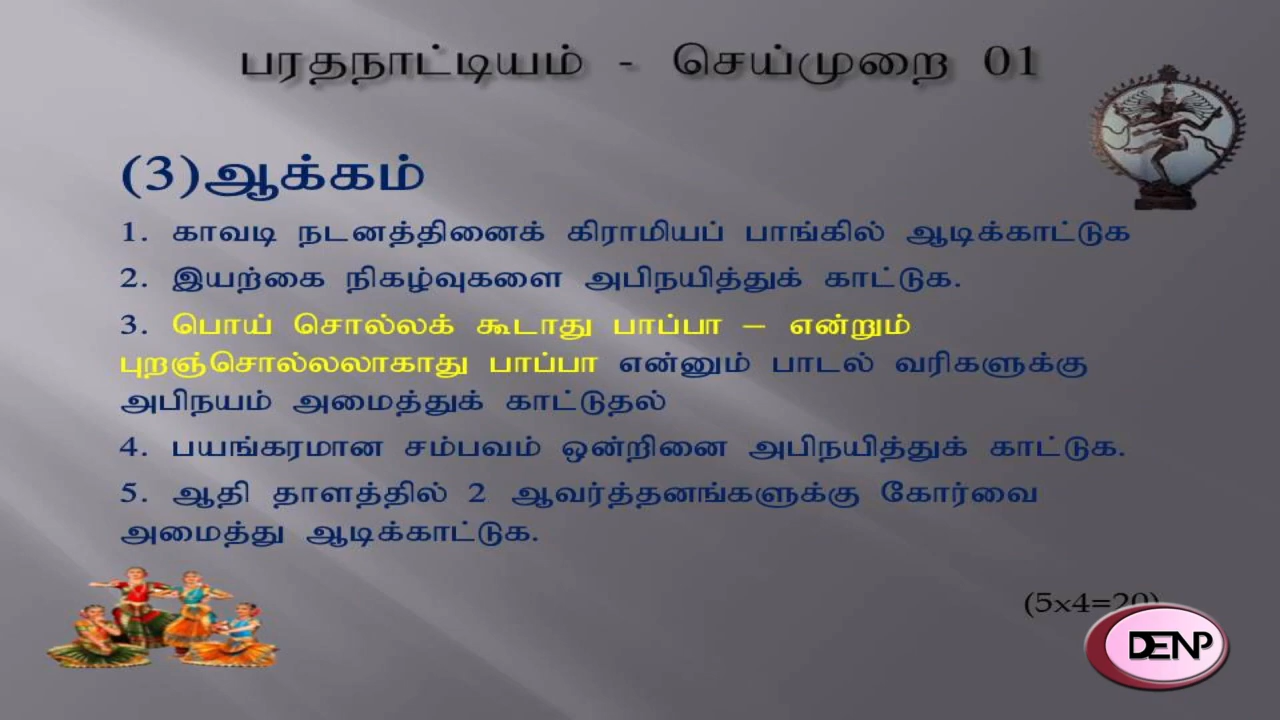 பரதநாட்டியம் - செய்முறை 01
(3)ஆக்கம்
1. காவடி நடனத்தினைக் கிராமியப் பாங்கில் ஆடிக்காட்டுக
2. இயற்கை நிகழ்வுகளை அபிநயித்துக் காட்டுக.
3. பொய் சொல்லக் கூடாது பாப்பா – என்றும்
புறஞ்சொல்லலாகாது பாப்பா என்னும் பாடல் வரிகளுக்கு
அபிநயம் அமைத்துக் காட்டுதல்
4. பயங்கரமான சம்பவம் ஒன்றினை அபிநயித்துக் காட்டுக.
5. ஆதி தாளத்தில் 2 ஆவர்த்தனங்களுக்கு கோர்வை
அமைத்து ஆடிக்காட்டுக.
(5x4=20)
DENP